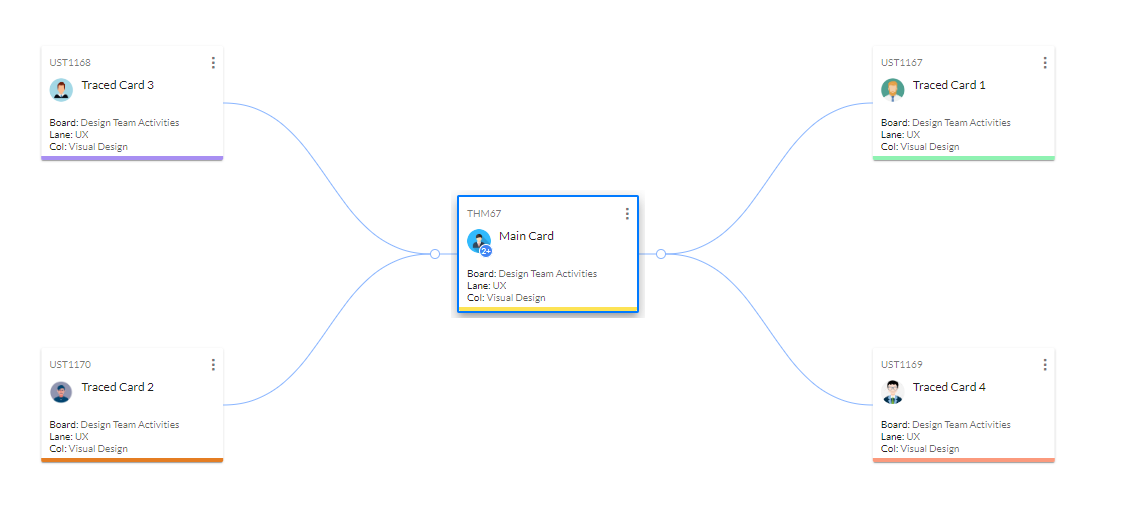 UST1168
Traced Card 3
Board: Design Team Activities
Lane: UX
Col: Visual Design
UST1167
Traced Card 1
Board: Design Team Activities
Lane: UX
Col: Visual Design
THM67
Main Card
2+
Board: Design Team Activities
Lane: UX
Col: Visual Design
UST1170
Traced Card 2
Board: Design Team Activities
Lane: UX
Col: Visual Design
UST1169
Traced Card 4
Board: Design Team Activities
Lane: UX
Col: Visual Design